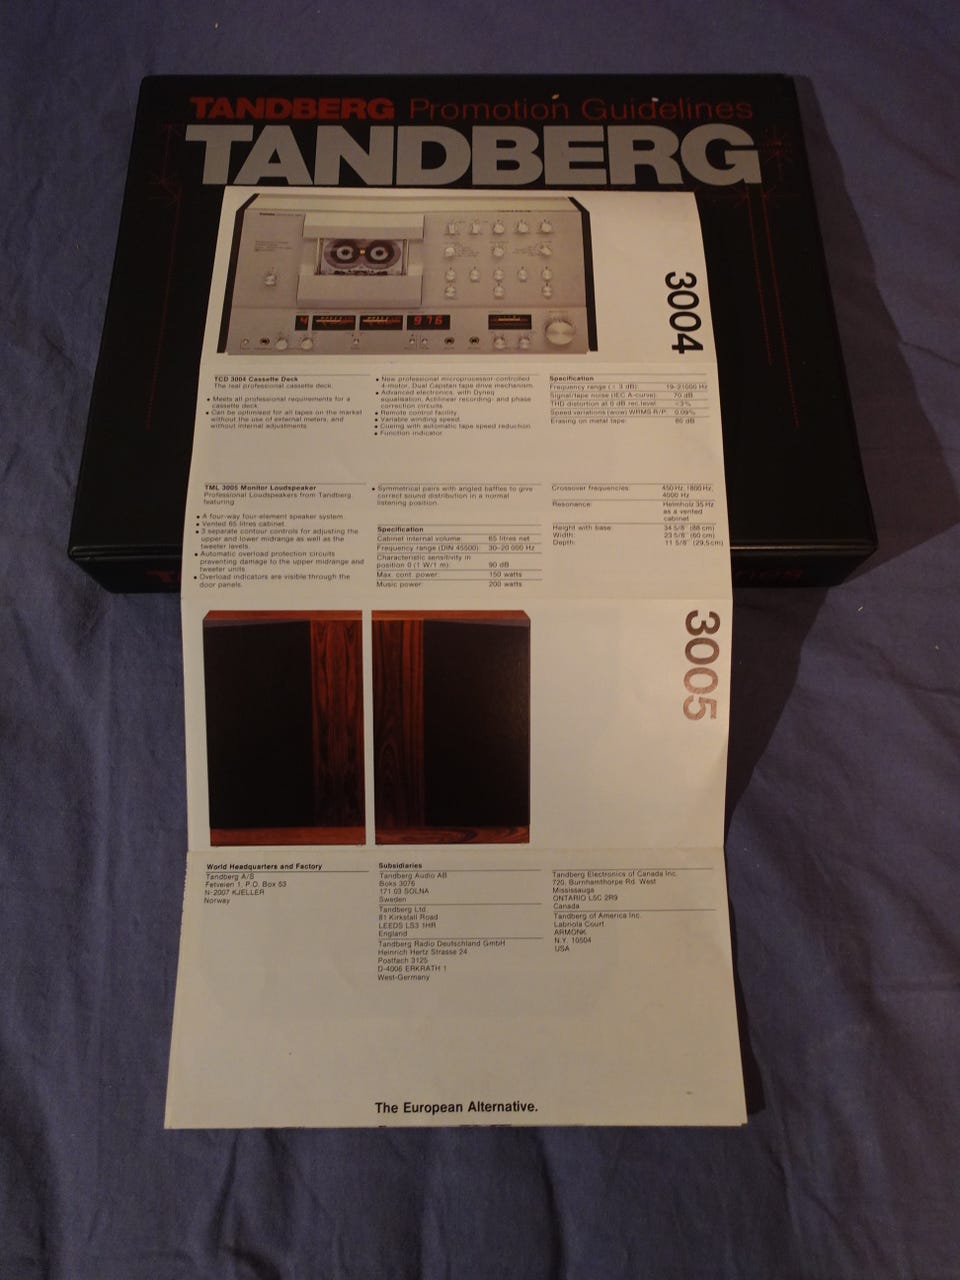 TANDBERG Promotion Guidelines
TANDBERG
3004
TCD 3004 Cassette Deck
The real professional cassette deck.
• Meets all professional requirements for a
cassette deck.
• Can be optimised for all tapes on the market
without the use of external meters, and
without internal adjustments.
• New professional microprocessor-controlled
4-motor, Dual Capstan tape drive mechanism.
• Advanced electronics, with Dyneq
equalisation, Actilinear recording- and phase
correction circuits.
• Remote control facility.
• Variable winding speed.
• Cueing with automatic tape speed reduction.
• Function indicator.
Specification
Frequency range (± 3 dB): 19-21000 Hz
Signal/tape noise (IEC A-curve): 70 dB
THD distortion at 0 dB rec.level: <3%
Speed variations (wow) WRMS R/P: 0.09%
Erasing on metal tape: 80 dB
TML 3005 Monitor Loudspeaker
Professional Loudspeakers from Tandberg,
featuring:
• A four-way four-element speaker system.
• Vented 65 litres cabinet.
• 3 separate contour controls for adjusting the
upper and lower midrange as well as the
tweeter levels.
• Automatic overload protection circuits
preventing damage to the upper midrange and
tweeter units.
• Overload indicators are visible through the
door panels.
• Symmetrical pairs with angled baffles to give
correct sound distribution in a normal
listening position.
Specification
Cabinet internal volume: 65 litres net
Frequency range (DIN 45500): 30-20 000 Hz
Characteristic sensitivity in
position 0 (1 W/1 m): 90 dB
Max. cont. power: 150 watts
Music power: 200 watts
Crossover frequencies: 450 Hz, 1800 Hz,
4000 Hz
Resonance: Helmholz 35 Hz
as a vented
cabinet
Height with base: 34 5/8" (88 cm)
Width: 23 5/8" (60 cm)
Depth: 11 5/8" (29,5cm)
3005
World Headquarters and Factory
Tandberg A/S
Fetveien 1, P.O. Box 53
N-2007 KJELLER
Norway
Subsidiaries
Tandberg Audio AB
Boks 3076
171 03 SOLNA
Sweden
Tandberg Ltd.
81 Kirkstall Road
LEEDS LS3 1HR
England
Tandberg Radio Deutschland GmbH
Heinrich Hertz Strasse 24
Postfach 3125
D-4006 ERKRATH 1
West-Germany
Tandberg Electronics of Canada Inc.
720, Burnhamthorpe Rd. West
Mississauga
ONTARIO L5C 2R9
Canada
Tandberg of America Inc.
Labriola Court
ARMONK
N.Y. 10504
USA
The European Alternative.